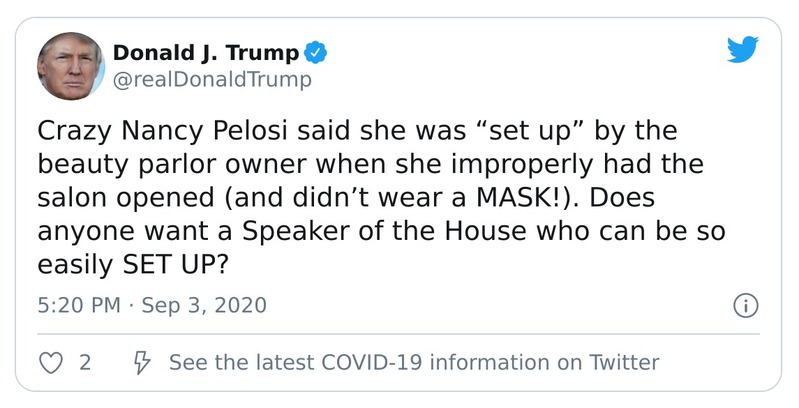 Donald J. Trump
@realDonaldTrump
Crazy Nancy Pelosi said she was “set up” by the
beauty parlor owner when she improperly had the
salon opened (and didn’t wear a MASK!). Does
anyone want a Speaker of the House who can be so
easily SET UP?
5:20 PM · Sep 3, 2020
2 See the latest COVID-19 information on Twitter